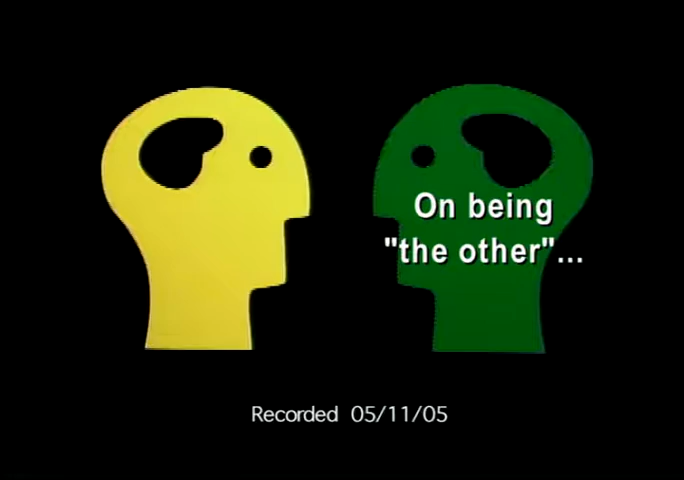 On being
"the other"...
Recorded 05/11/05